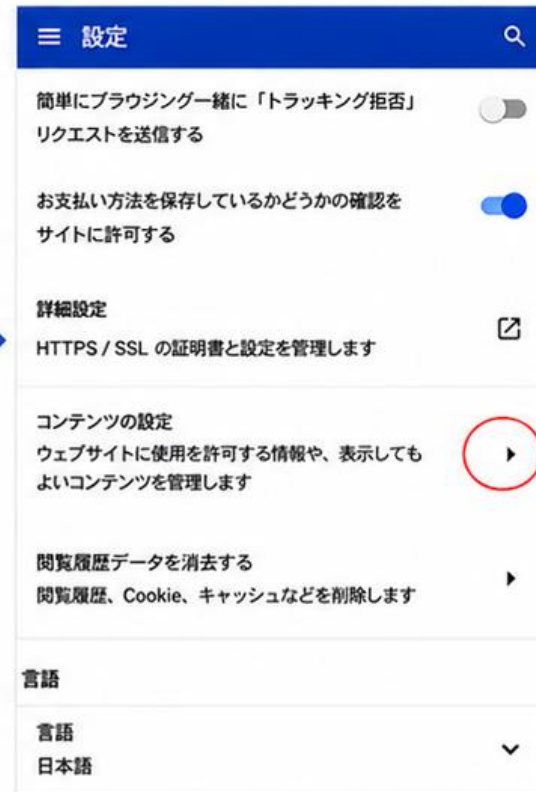 設定
簡単にブラウジング一緒に「トラッキング拒否」
リクエストを送信する
お支払い方法を保存しているかどうかの確認を
サイトに許可する
詳細設定
HTTPS / SSL の証明書と設定を管理します
コンテンツの設定
ウェブサイトに使用を許可する情報や、表示しても
よいコンテンツを管理します
閲覧履歴データを消去する
閲覧履歴、Cookie、キャッシュなどを削除します
言語
言語
日本語